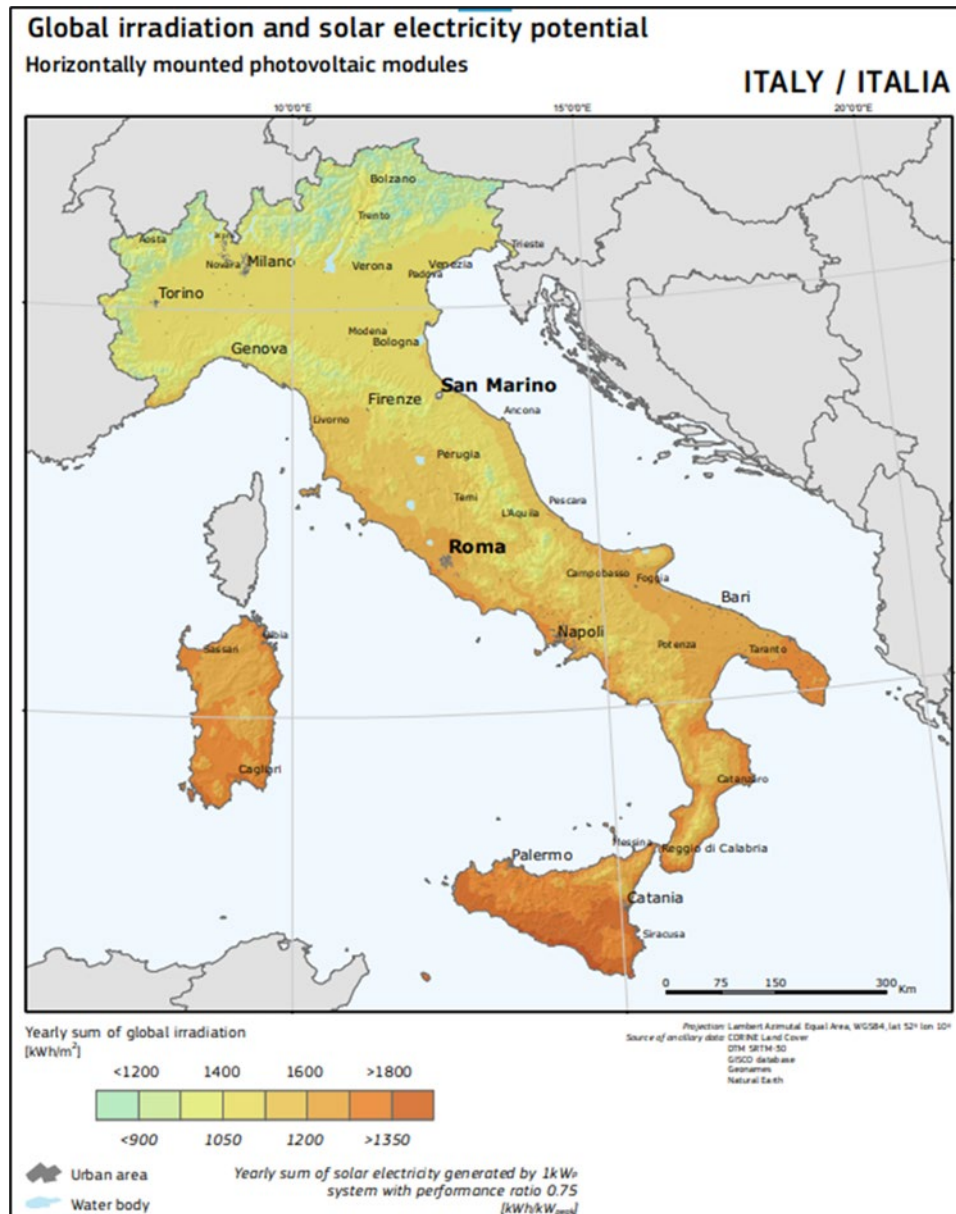 Global irradiation and solar electricity potential
Horizontally mounted photovoltaic modules
ITALY / ITALIA
10°0'0"E 15°0'0"E 20°0'0"E
Bolzano
Trento
Aosta
Trieste
Novara Milano Verona Padova Venezia
Torino
Modena
Genova Bologna
San Marino
Firenze
Ancona
Livorno
Perugia
Terni
Pescara
L'Aquila
Roma
Campobasso Foggia
Bari
Napoli
Olbia
Sassari
Potenza Taranto
Cagliari
Catanzaro
Messina
Palermo Reggio di Calabria
Catania
Siracusa
0 75 150 300 Km
Projection: Lambert Azimutal Equal Area, WGS84, lat 52° lon 10°
Source of ancillary data: CORINE Land Cover
DTM SRTM-30
GISCO database
Geonames
Natural Earth
Yearly sum of global irradiation
[kWh/m²]
<1200 1400 1600 >1800
<900 1050 1200 >1350
Urban area
Water body
Yearly sum of solar electricity generated by 1kWp
system with performance ratio 0.75
[kWh/kWpeak]